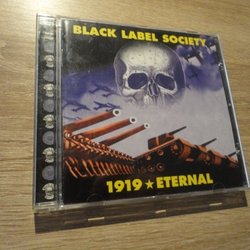 BLACK LABEL SOCIETY
1919 ★ ETERNAL